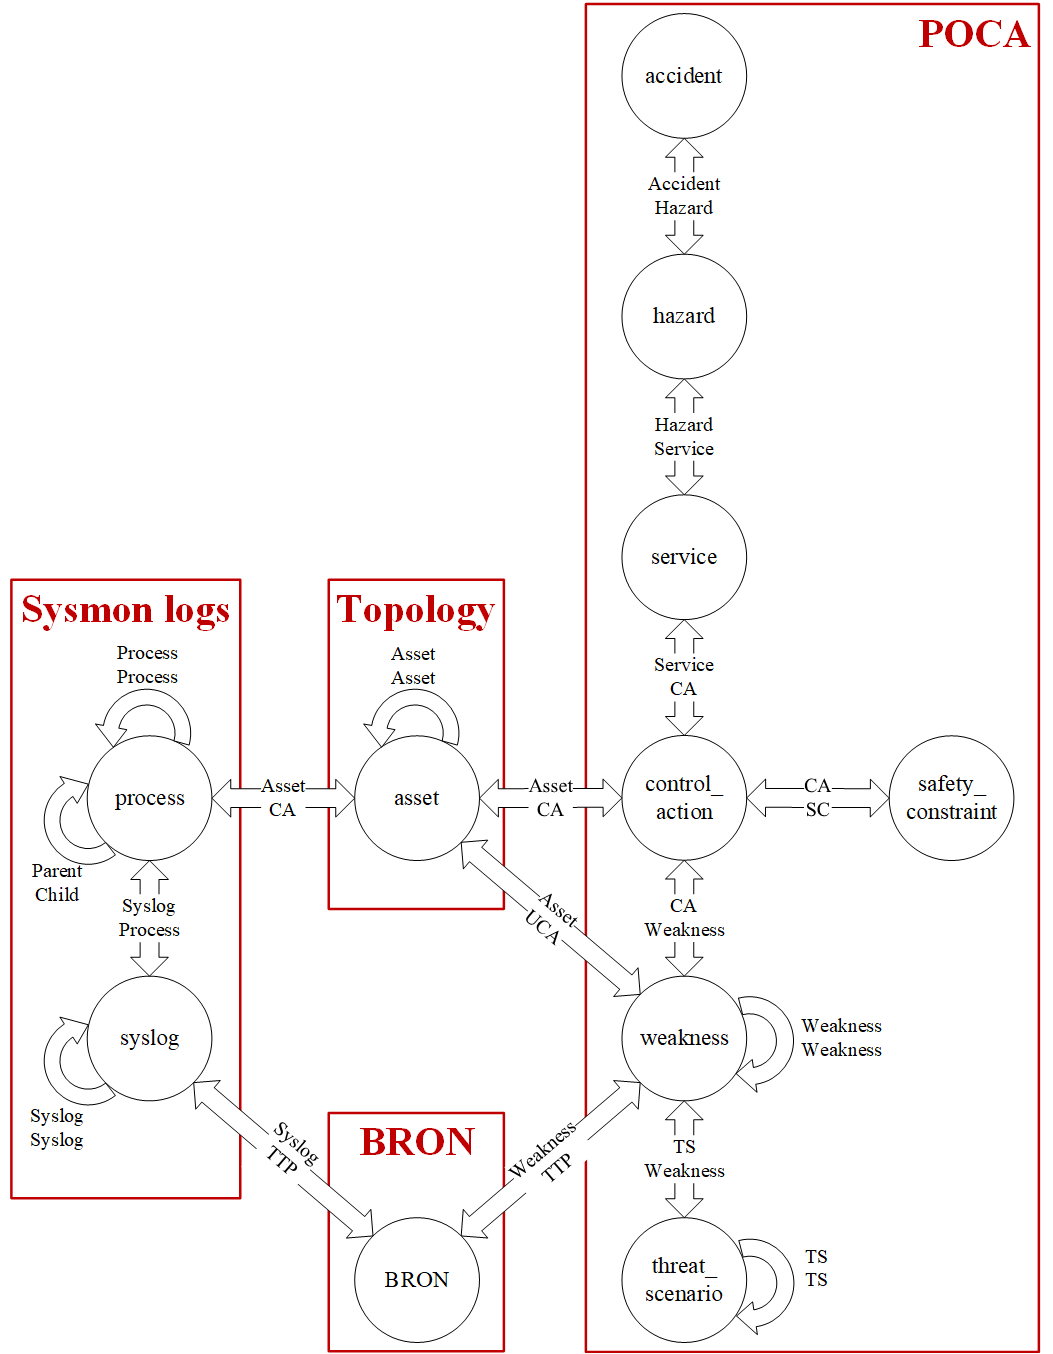 POCA
accident
Accident
Hazard
hazard
Hazard
Service
service
Service
CA
Sysmon logs
Process
Process
process
Parent
Child
Syslog
Process
syslog
Syslog
Syslog
Asset
CA
Topology
Asset
Asset
asset
Asset
CA
Asset
UCA
control_
action
CA
SC
safety_
constraint
CA
Weakness
weakness
Weakness
Weakness
Syslog
TTP
BRON
BRON
Weakness
TTP
TS
Weakness
threat_
scenario
TS
TS